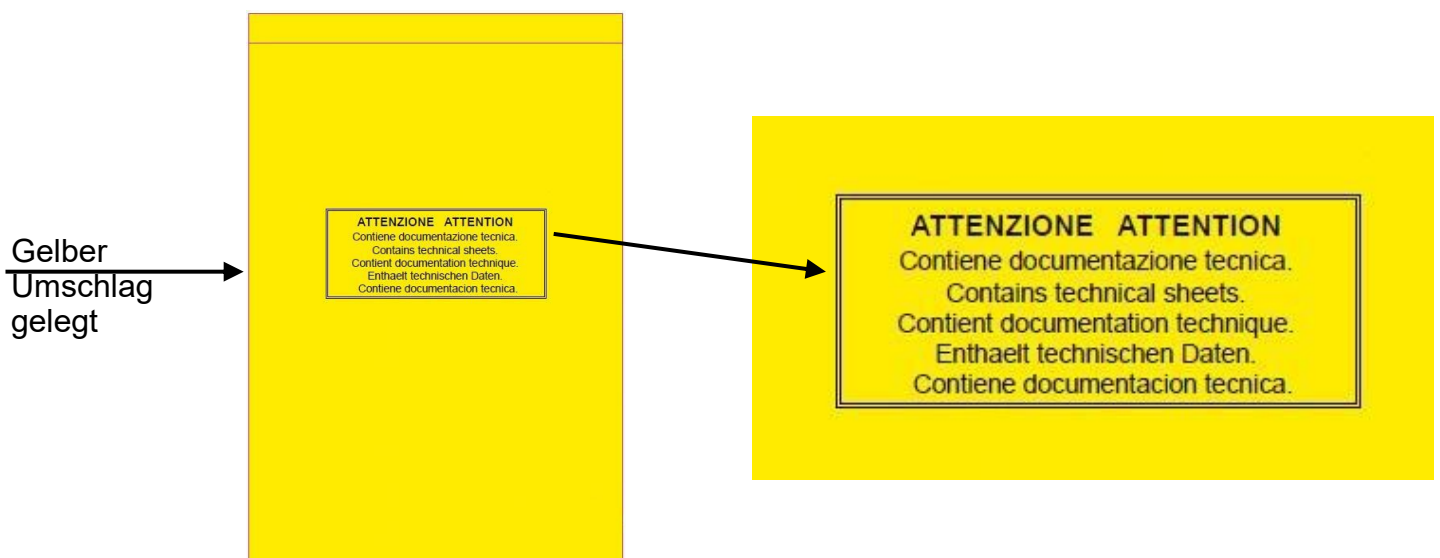 Gelber
Umschlag
gelegt
ATTENZIONE ATTENTION
Contiene documentazione tecnica.
Contains technical sheets.
Contient documentation technique.
Enthaelt technischen Daten.
Contiene documentacion tecnica.
ATTENZIONE ATTENTION
Contiene documentazione tecnica.
Contains technical sheets.
Contient documentation technique.
Enthaelt technischen Daten.
Contiene documentacion tecnica.